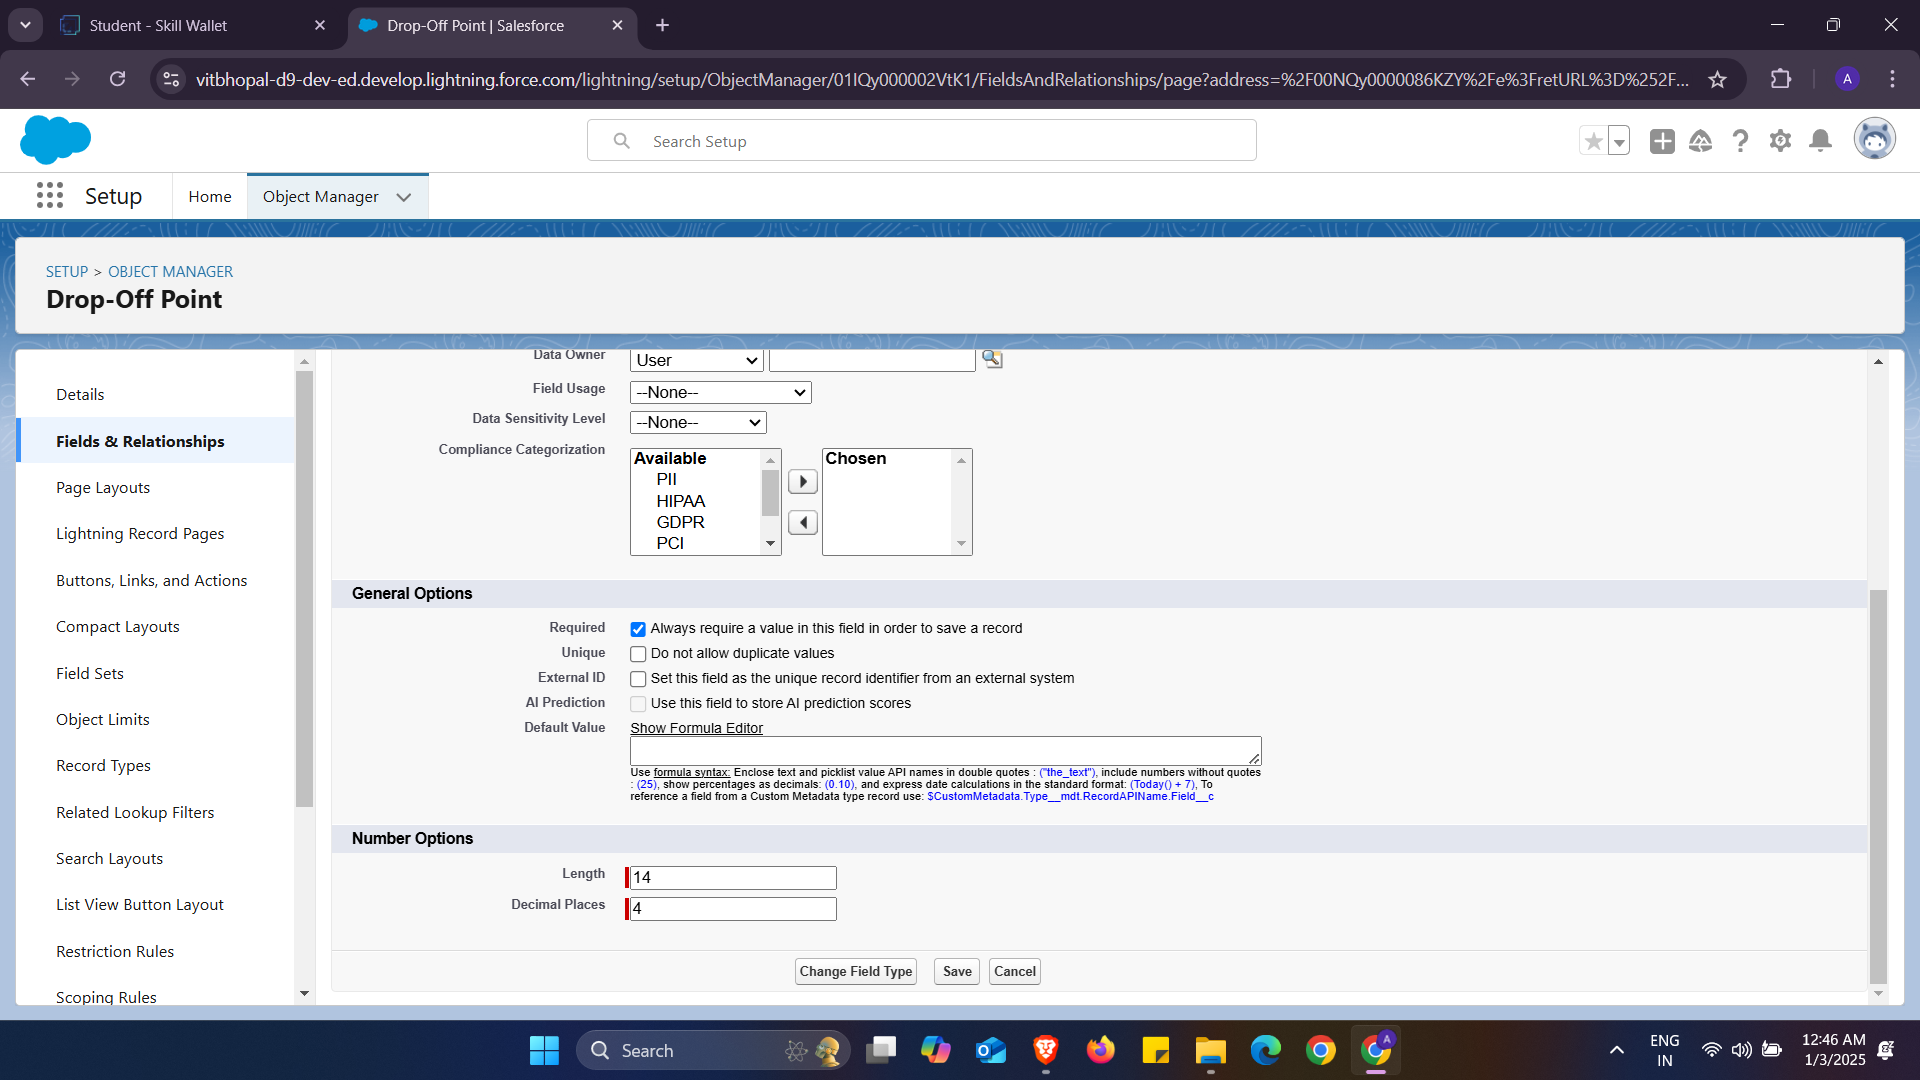 Student - Skill Wallet
Drop-Off Point | Salesforce
vitbhopal-d9-dev-ed.develop.lightning.force.com/lightning/setup/ObjectManager/01IQy000002VtK1/FieldsAndRelationships/page?address=%2F00NQy0000086KZY%2Fe%3FretURL%3D%252F...
A
Search Setup
Setup
Home
Object Manager
SETUP > OBJECT MANAGER
Drop-Off Point
Details
Fields & Relationships
Page Layouts
Lightning Record Pages
Buttons, Links, and Actions
Compact Layouts
Field Sets
Object Limits
Record Types
Related Lookup Filters
Search Layouts
List View Button Layout
Restriction Rules
Scoping Rules
Data Owner User
Field Usage --None--
Data Sensitivity Level --None--
Compliance Categorization
Available
PII
HIPAA
GDPR
PCI
Chosen
General Options
Required Always require a value in this field in order to save a record
Unique Do not allow duplicate values
External ID Set this field as the unique record identifier from an external system
AI Prediction Use this field to store AI prediction scores
Default Value Show Formula Editor
Use formula syntax: Enclose text and picklist value API names in double quotes : ("the_text"), include numbers without quotes
: (25), show percentages as decimals: (0.10), and express date calculations in the standard format: (Today() + 7), To
reference a field from a Custom Metadata type record use: $CustomMetadata.Type__mdt.RecordAPIName.Field__c
Number Options
Length 14
Decimal Places 4
Change Field Type
Save
Cancel
Search
A
ENG
IN
12:46 AM
1/3/2025